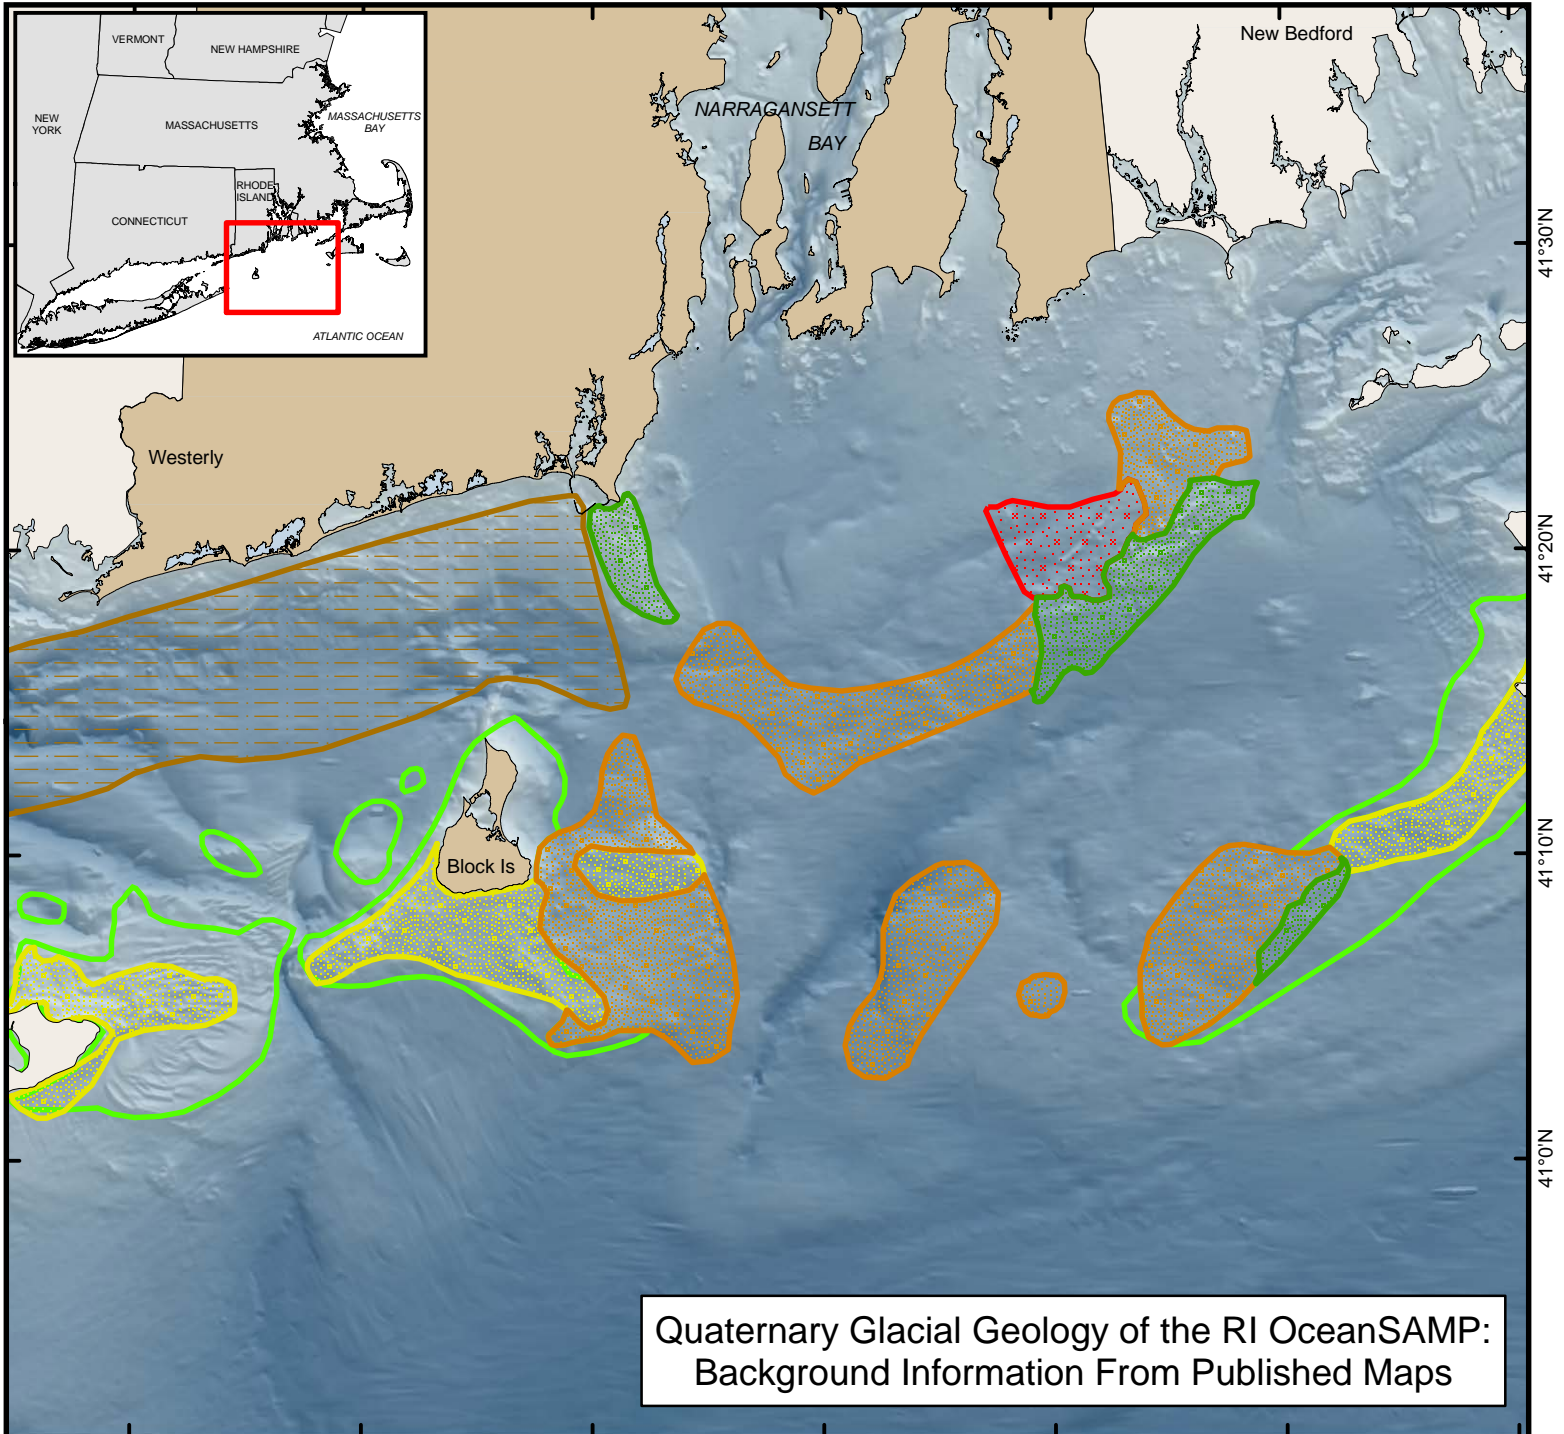 VERMONT
NEW HAMPSHIRE
NEW
YORK
MASSACHUSETTS
MASSACHUSETTS
BAY
RHODE
ISLAND
CONNECTICUT
ATLANTIC OCEAN
New Bedford
NARRAGANSETT
BAY
41°30'N
Westerly
41°20'N
Block Is
41°10'N
41°0'N
Quaternary Glacial Geology of the RI OceanSAMP:
Background Information From Published Maps